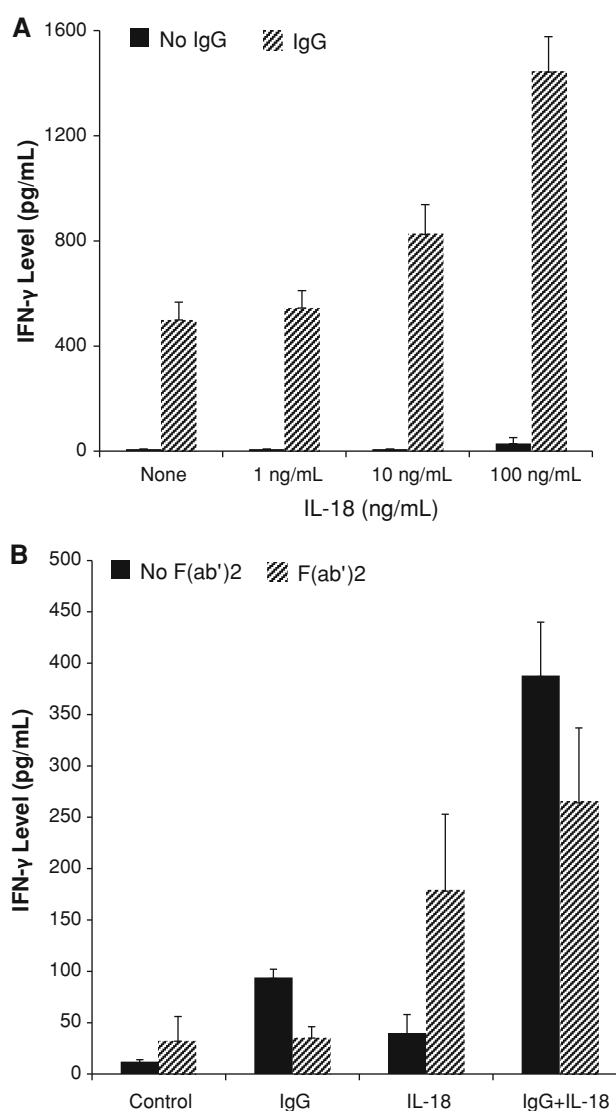 A
No IgG IgG
1600
1200
800
400
0
IFN-γ Level (pg/mL)
None 1 ng/mL 10 ng/mL 100 ng/mL
IL-18 (ng/mL)
B
No F(ab')2 F(ab')2
500
450
400
350
300
250
200
150
100
50
0
IFN-γ Level (pg/mL)
Control IgG IL-18 IgG+IL-18